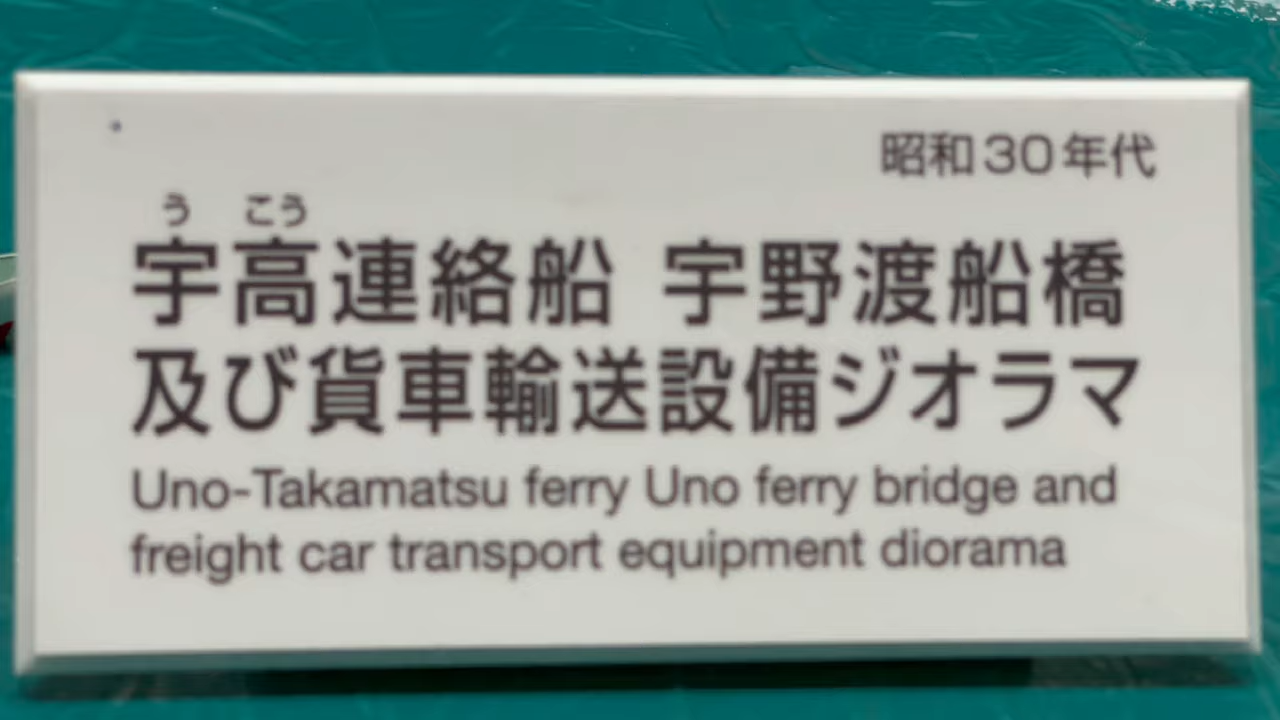 昭和30年代
う こう
宇高連絡船 宇野渡船橋
及び貨車輸送設備ジオラマ
Uno-Takamatsu ferry Uno ferry bridge and
freight car transport equipment diorama